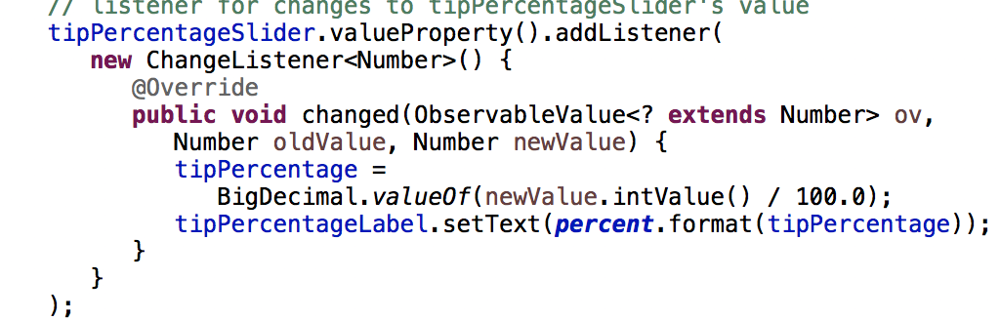 // listener for changes to tipPercentageSlider's value
tipPercentageSlider.valueProperty().addListener(
new ChangeListener<Number>() {
@Override
public void changed(ObservableValue<? extends Number> ov,
Number oldValue, Number newValue) {
tipPercentage =
BigDecimal.valueOf(newValue.intValue() / 100.0);
tipPercentageLabel.setText(percent.format(tipPercentage));
}
}
);